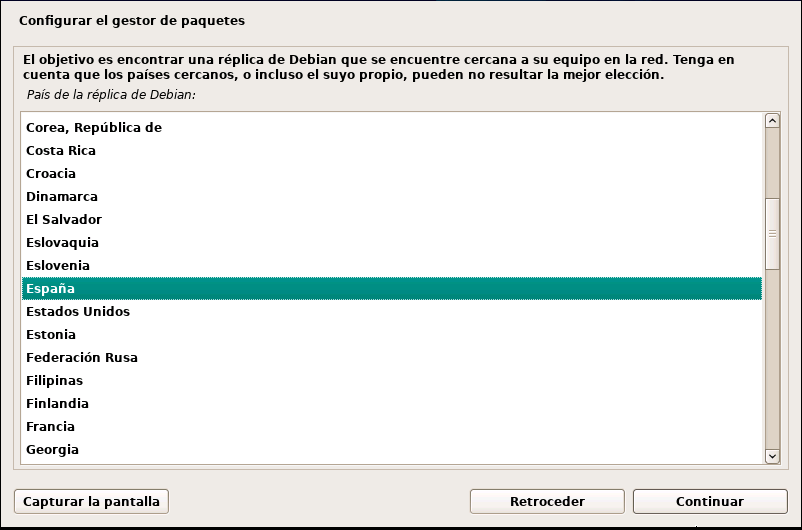 Configurar el gestor de paquetes
El objetivo es encontrar una réplica de Debian que se encuentre cercana a su equipo en la red. Tenga en
cuenta que los países cercanos, o incluso el suyo propio, pueden no resultar la mejor elección.
País de la réplica de Debian:
Corea, República de
Costa Rica
Croacia
Dinamarca
El Salvador
Eslovaquia
Eslovenia
España
Estados Unidos
Estonia
Federación Rusa
Filipinas
Finlandia
Francia
Georgia
Capturar la pantalla
Retroceder
Continuar